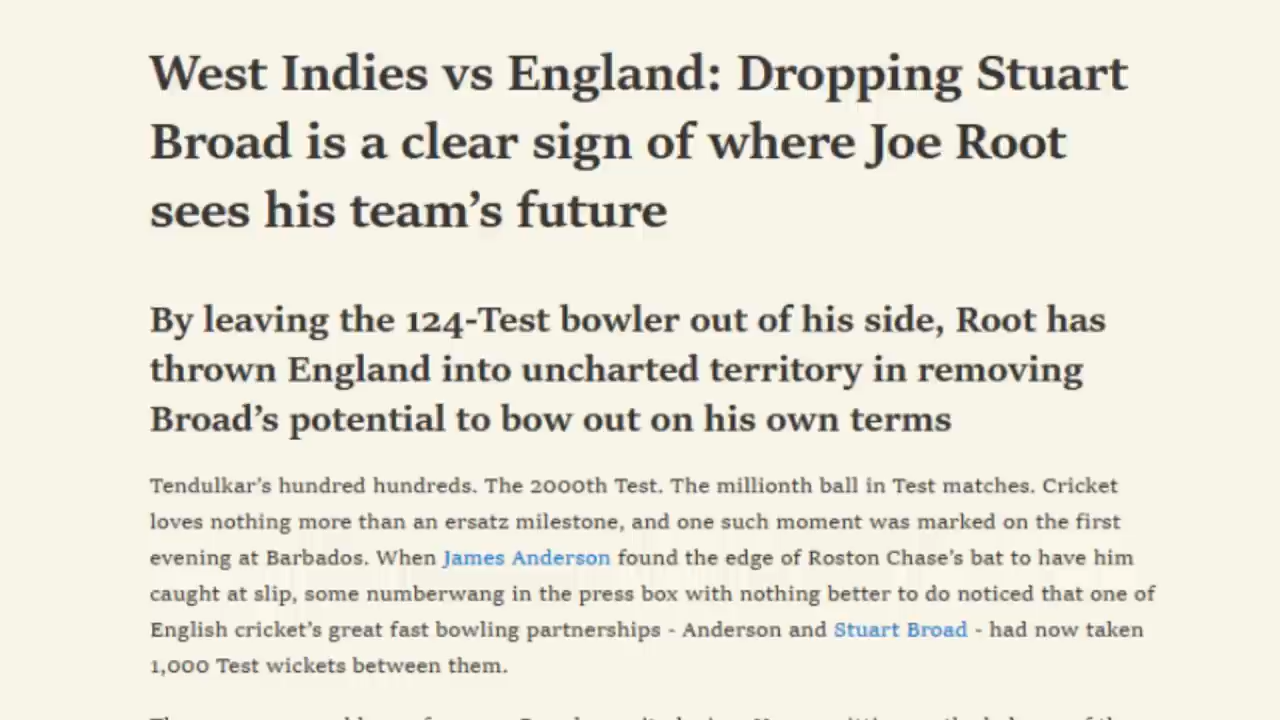 West Indies vs England: Dropping Stuart
Broad is a clear sign of where Joe Root
sees his team’s future
By leaving the 124-Test bowler out of his side, Root has
thrown England into uncharted territory in removing
Broad’s potential to bow out on his own terms
Tendulkar’s hundred hundreds. The 2000th Test. The millionth ball in Test matches. Cricket
loves nothing more than an ersatz milestone, and one such moment was marked on the first
evening at Barbados. When James Anderson found the edge of Roston Chase’s bat to have him
caught at slip, some numberwang in the press box with nothing better to do noticed that one of
English cricket’s great fast bowling partnerships - Anderson and Stuart Broad - had now taken
1,000 Test wickets between them.